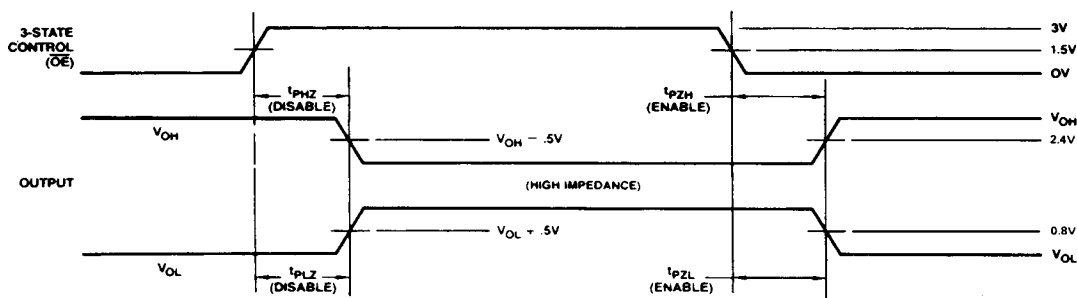 3-STATE
CONTROL
(OE)
3V
1.5V
OV
tPHZ
(DISABLE)
tPZH
(ENABLE)
VOH
VOH – .5V
VOH
2.4V
OUTPUT
(HIGH IMPEDANCE)
VOL + .5V
0.8V
VOL
VOL
tPLZ
(DISABLE)
tPZL
(ENABLE)